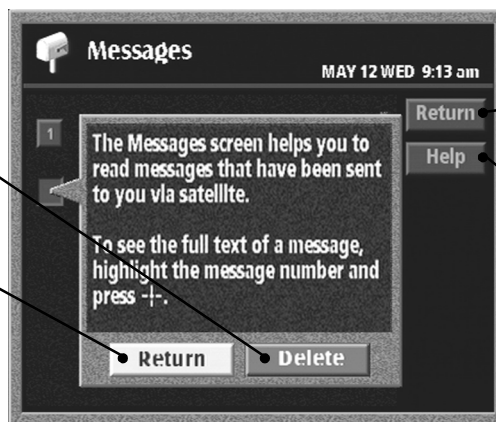 Messages
MAY 12 WED 9:13 am
Return
1
Help
The Messages screen helps you to
read messages that have been sent
to you via satellite.
To see the full text of a message,
highlight the message number and
press -¦-.
Return
Delete